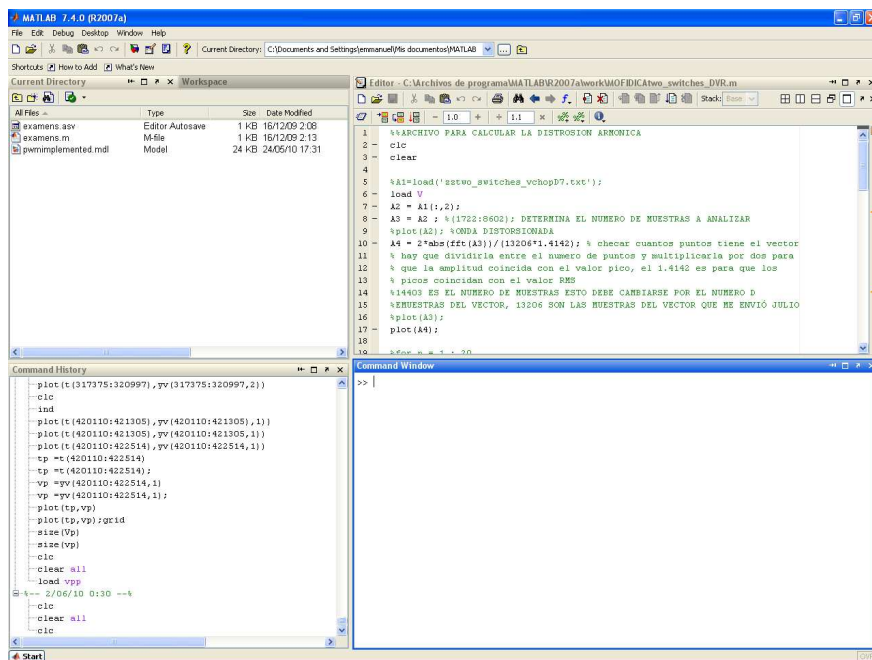 MATLAB 7.4.0 (R2007a)
File Edit Debug Desktop Window Help
Current Directory: C:\Documents and Settings\emmanuel\Mis documentos\MATLAB
Shortcuts How to Add What's New
Current Directory Workspace
All Files Type Size Date Modified
examens.asv Editor Autosave 1 KB 16/12/09 2:08
examens.m M-file 1 KB 16/12/09 2:13
pwmimplemented.mdl Model 24 KB 24/05/10 17:31
Editor - C:\Archivos de programa\MATLAB\R2007a\work\MOFIDICAtwo_switches_DVR.m
Stack: Base
1.0 1.1
1 %%ARCHIVO PARA CALCULAR LA DISTROSION ARMONICA
2 clc
3 clear
4
5 %A1=load('zztwo_switches_vchopD7.txt');
6 load V
7 A2 = A1(:,2);
8 A3 = A2 ; %(1722:8602); DETERMINA EL NUMERO DE MUESTRAS A ANALIZAR
9 %plot(A2); %ONDA DISTORSIONADA
10 A4 = 2*abs(fft(A3))/(13206*1.4142); % checar cuantos puntos tiene el vector
11 % hay que dividirla entre el numero de puntos y multiplicarla por dos para
12 % que la amplitud coincida con el valor pico, el 1.4142 es para que los
13 % picos coincidan con el valor RMS
14 %14403 ES EL NUMERO DE MUESTRAS ESTO DEBE CAMBIARSE POR EL NUMERO D
15 %EMUESTRAS DEL VECTOR, 13206 SON LAS MUESTRAS DEL VECTOR QUE ME ENVIÓ JULIO
16 %plot(A3);
17 plot(A4);
18
19 %for n = 1 : 20
Command History
plot(t(317375:320997),yv(317375:320997,2))
clc
ind
plot(t(420110:421305),yv(420110:421305),1))
plot(t(420110:421305),yv(420110:421305,1))
plot(t(420110:422514),yv(420110:422514,1))
tp =t(420110:422514)
tp =t(420110:422514);
vp =yv(420110:422514,1)
vp =yv(420110:422514,1);
plot(tp,vp)
plot(tp,vp);grid
size(Vp)
size(vp)
clc
clear all
load vpp
%-- 2/06/10 0:30 --%
clc
clear all
clc
Command Window
>>
Start
OVR